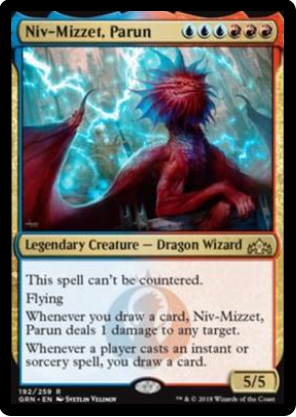 Niv-Mizzet, Parun
Legendary Creature — Dragon Wizard
This spell can't be countered.
Flying
Whenever you draw a card, Niv-Mizzet,
Parun deals 1 damage to any target.
Whenever a player casts an instant or
sorcery spell, you draw a card.
5/5
192/259 R
GRN • EN SVETLIN VELINOV
™ & © 2018 Wizards of the Coast